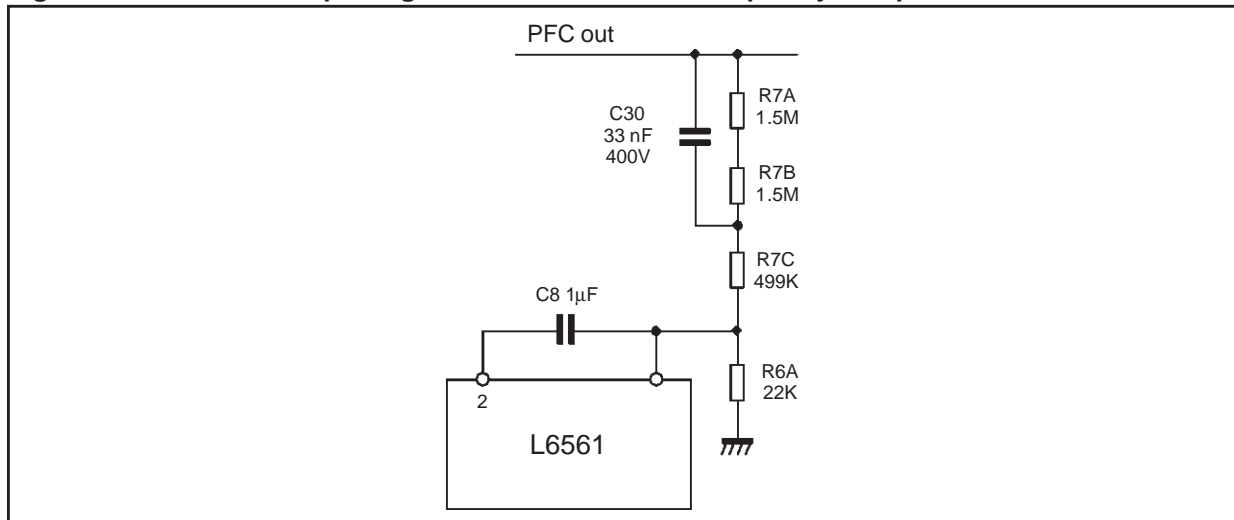 PFC out
R7A
1.5M
C30
33 nF
400V
R7B
1.5M
R7C
499K
C8 1µF
R6A
22K
2
L6561